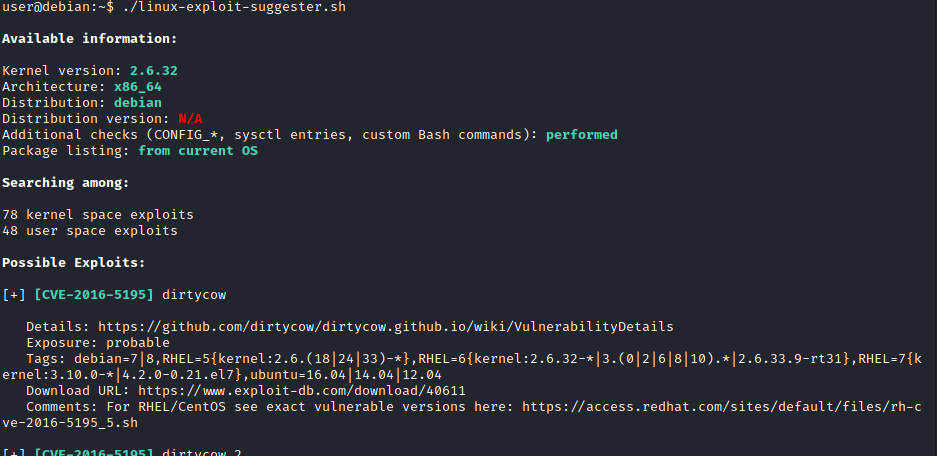 user@debian:~$ ./linux-exploit-suggester.sh
Available information:
Kernel version: 2.6.32
Architecture: x86_64
Distribution: debian
Distribution version: N/A
Additional checks (CONFIG_*, sysctl entries, custom Bash commands): performed
Package listing: from current OS
Searching among:
78 kernel space exploits
48 user space exploits
Possible Exploits:
[+] [CVE-2016-5195] dirtycow
Details: https://github.com/dirtycow/dirtycow.github.io/wiki/VulnerabilityDetails
Exposure: probable
Tags: debian=7|8,RHEL=5{kernel:2.6.(18|24|33)-*},RHEL=6{kernel:2.6.32-*|3.(0|2|6|8|10).*|2.6.33.9-rt31},RHEL=7{k
ernel:3.10.0-*|4.2.0-0.21.el7},ubuntu=16.04|14.04|12.04
Download URL: https://www.exploit-db.com/download/40611
Comments: For RHEL/CentOS see exact vulnerable versions here: https://access.redhat.com/sites/default/files/rh-c
ve-2016-5195_5.sh
[+] [CVE-2016-5195] dirtycow 2